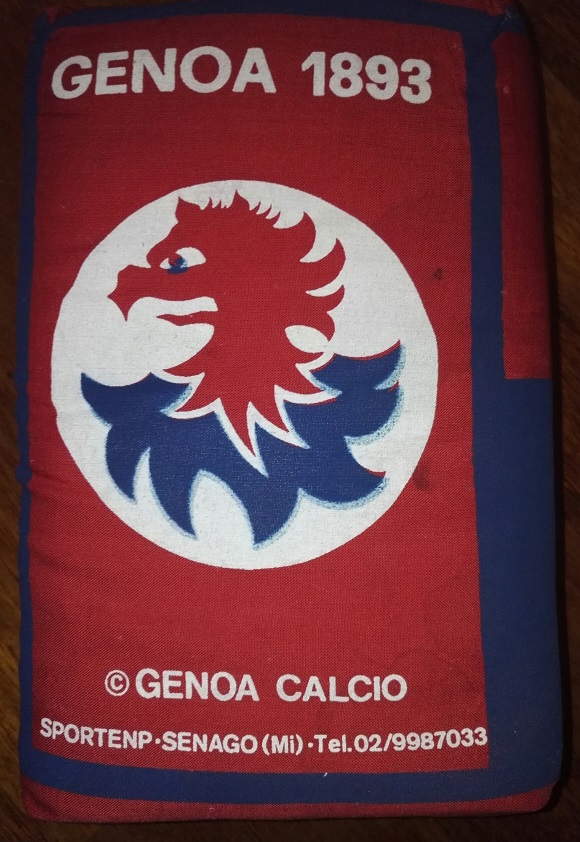 GENOA 1893
© GENOA CALCIO
SPORTENP·SENAGO (Mi)·Tel.02/9987033